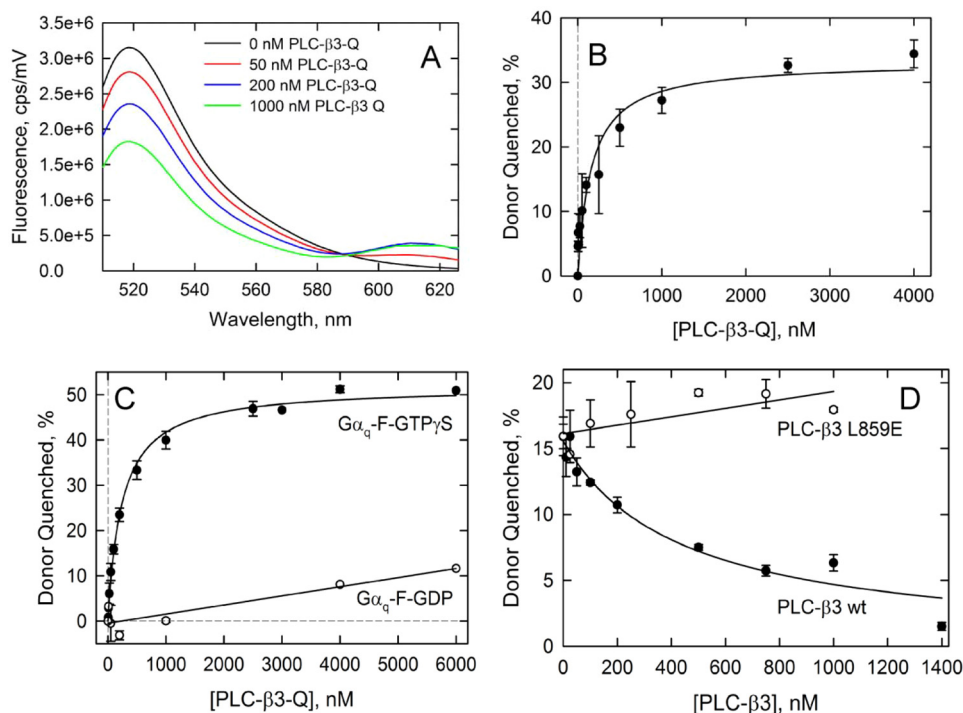 A
0 nM PLC-β3-Q
50 nM PLC-β3-Q
200 nM PLC-β3-Q
1000 nM PLC-β3 Q
Fluorescence, cps/mV
3.5e+6
3.0e+6
2.5e+6
2.0e+6
1.5e+6
1.0e+6
5.0e+5
0.0
520 540 560 580 600 620
Wavelength, nm
B
Donor Quenched, %
40
30
20
10
0
0 1000 2000 3000 4000
[PLC-β3-Q], nM
C
Donor Quenched, %
50
40
30
20
10
0
Gαq-F-GTPγS
Gαq-F-GDP
0 1000 2000 3000 4000 5000 6000
[PLC-β3-Q], nM
D
Donor Quenched, %
20
15
10
5
0
PLC-β3 L859E
PLC-β3 wt
0 200 400 600 800 1000 1200 1400
[PLC-β3], nM